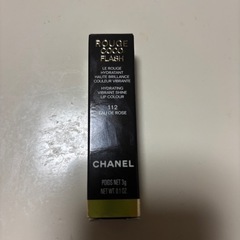 ROUGE
COCO
FLASH
LE ROUGE
HYDRATANT
HAUTE BRILLANCE
COULEUR VIBRANTE
HYDRATING
VIBRANT SHINE
LIP COLOUR
112
EAU DE ROSE
CHANEL
POIDS NET 3g
NET WT. 0.1 OZ.